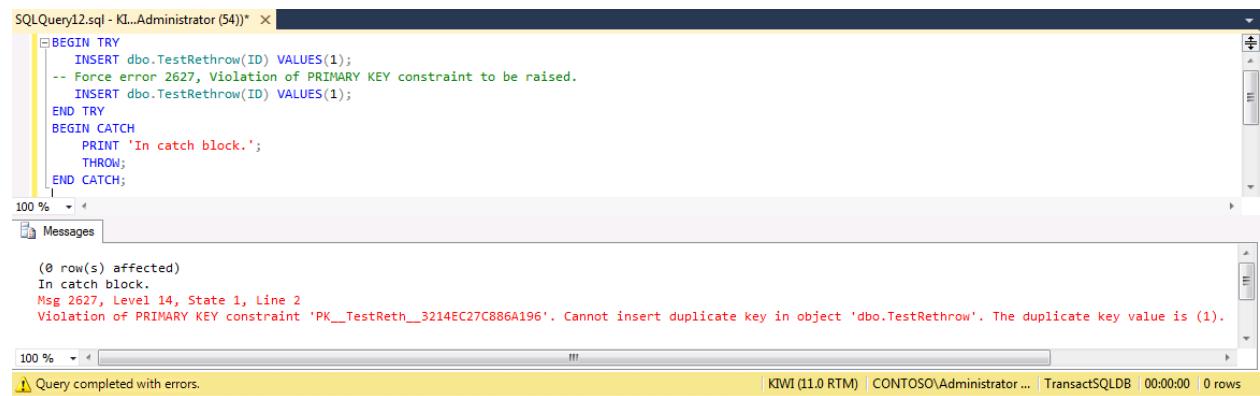 SQLQuery12.sql - KI...Administrator (54))* ×
BEGIN TRY
INSERT dbo.TestRethrow(ID) VALUES(1);
-- Force error 2627, Violation of PRIMARY KEY constraint to be raised.
INSERT dbo.TestRethrow(ID) VALUES(1);
END TRY
BEGIN CATCH
PRINT 'In catch block.';
THROW;
END CATCH;
100 %
Messages
(0 row(s) affected)
In catch block.
Msg 2627, Level 14, State 1, Line 2
Violation of PRIMARY KEY constraint 'PK__TestReth__3214EC27C886A196'. Cannot insert duplicate key in object 'dbo.TestRethrow'. The duplicate key value is (1).
100 %
Query completed with errors. KIWI (11.0 RTM) CONTOSO\Administrator ... TransactSQLDB 00:00:00 0 rows